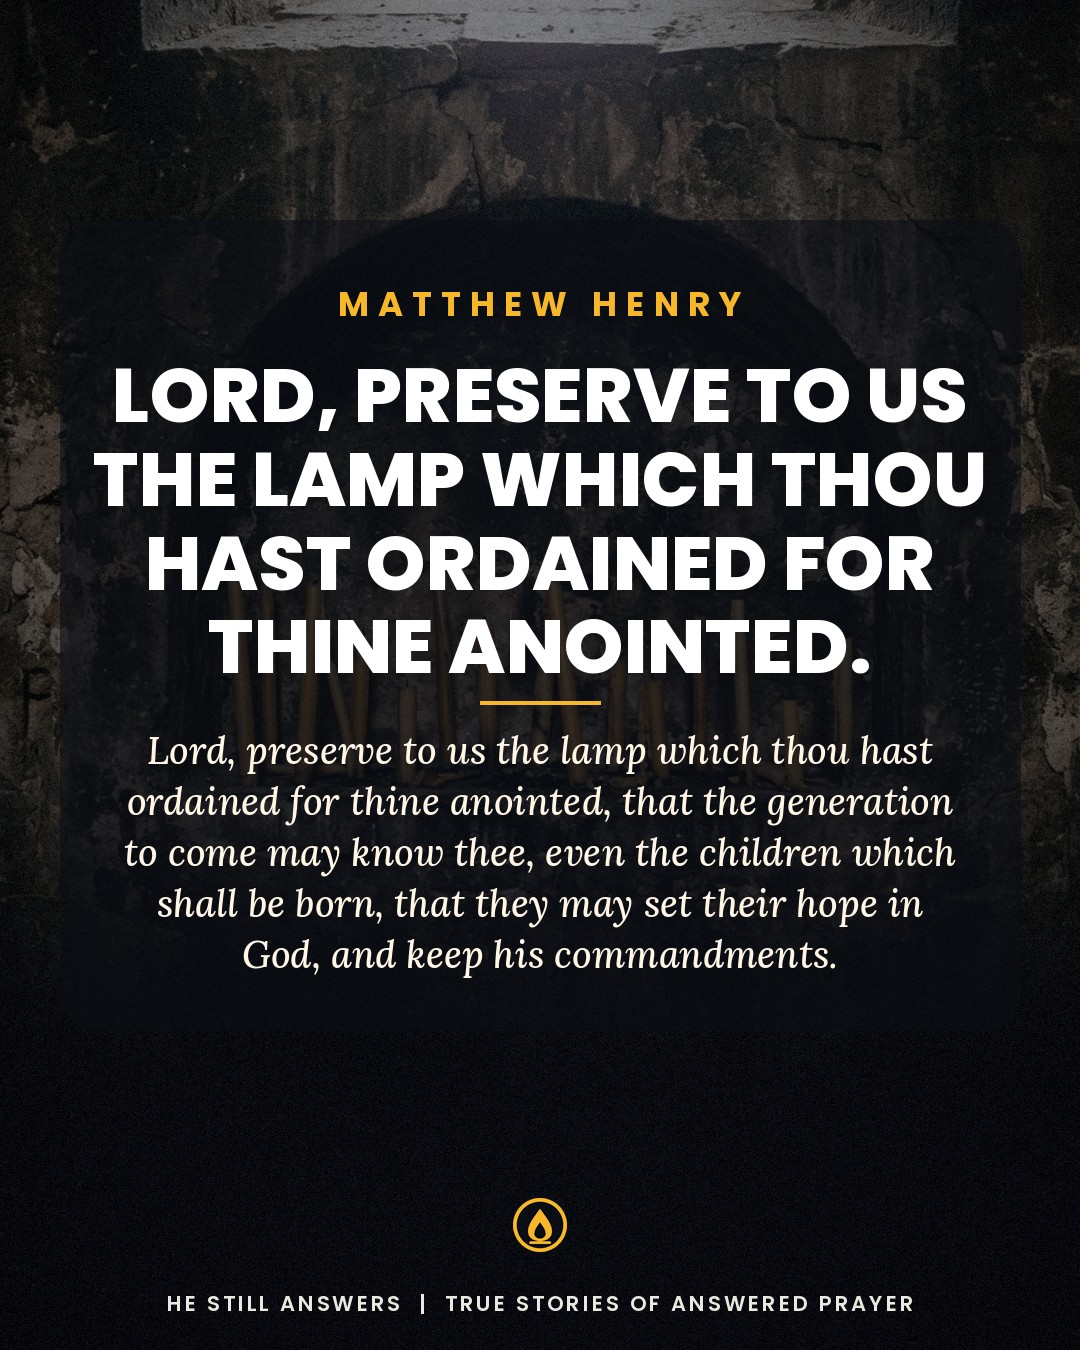 MATTHEW HENRY
LORD, PRESERVE TO US
THE LAMP WHICH THOU
HAST ORDAINED FOR
THINE ANOINTED.
Lord, preserve to us the lamp which thou hast
ordained for thine anointed, that the generation
to come may know thee, even the children which
shall be born, that they may set their hope in
God, and keep his commandments.
HE STILL ANSWERS | TRUE STORIES OF ANSWERED PRAYER